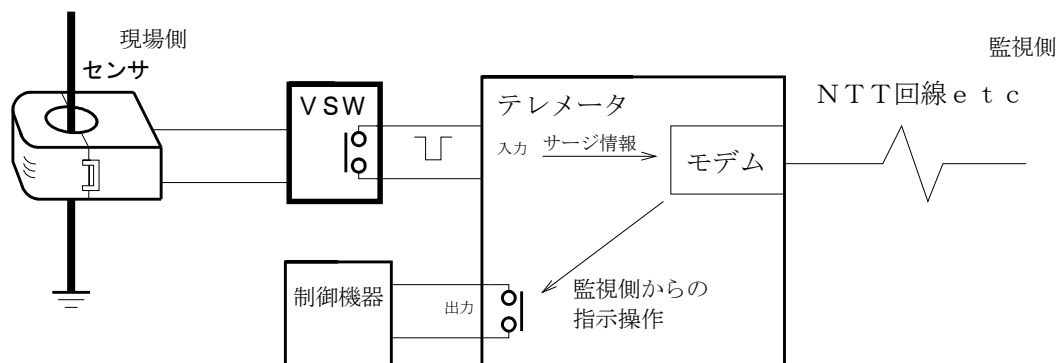 現場側
監視側
センサ
VSW
テレメータ
NTT回線etc
入力
サージ情報
モデム
制御機器
出力
監視側からの
指示操作